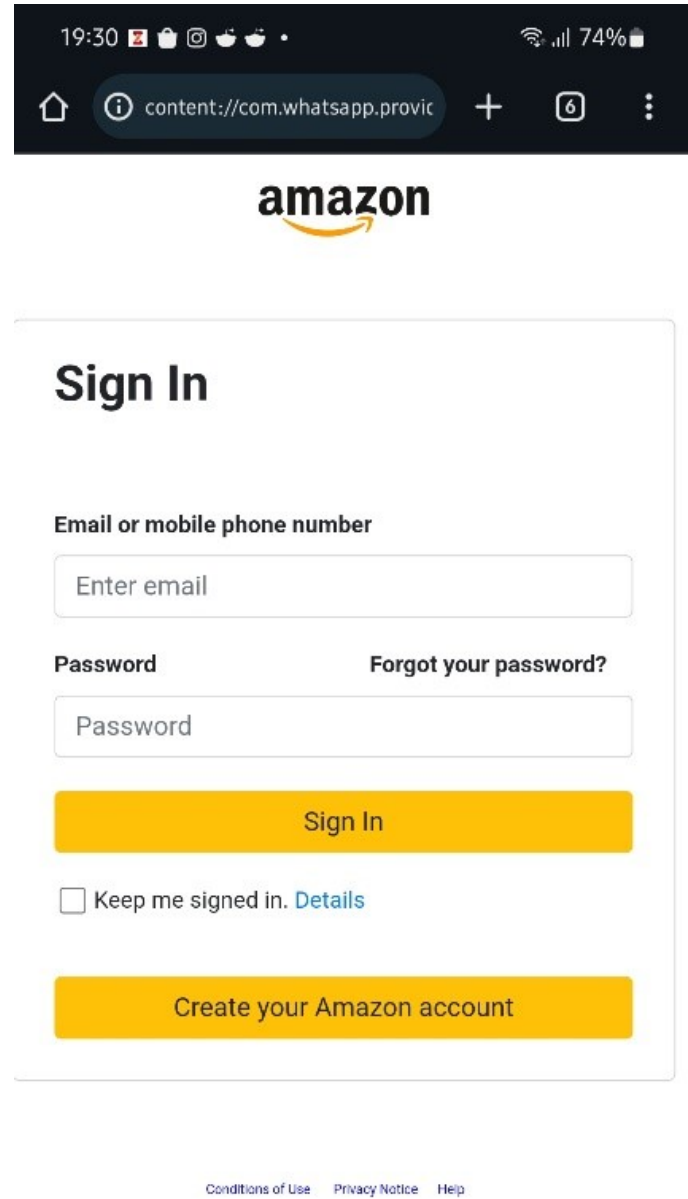 19:30 74%
content://com.whatsapp.provic 6
amazon
Sign In
Email or mobile phone number
Enter email
Password Forgot your password?
Password
Sign In
Keep me signed in. Details
Create your Amazon account
Conditions of Use Privacy Notice Help